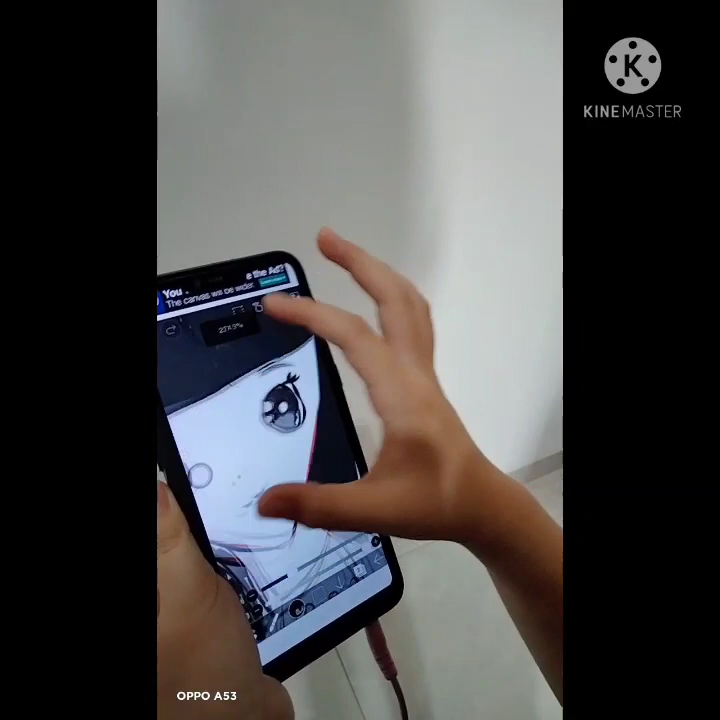 KINEMASTER
e the Ad?
You
The canvas will be wider.
OPPO A53